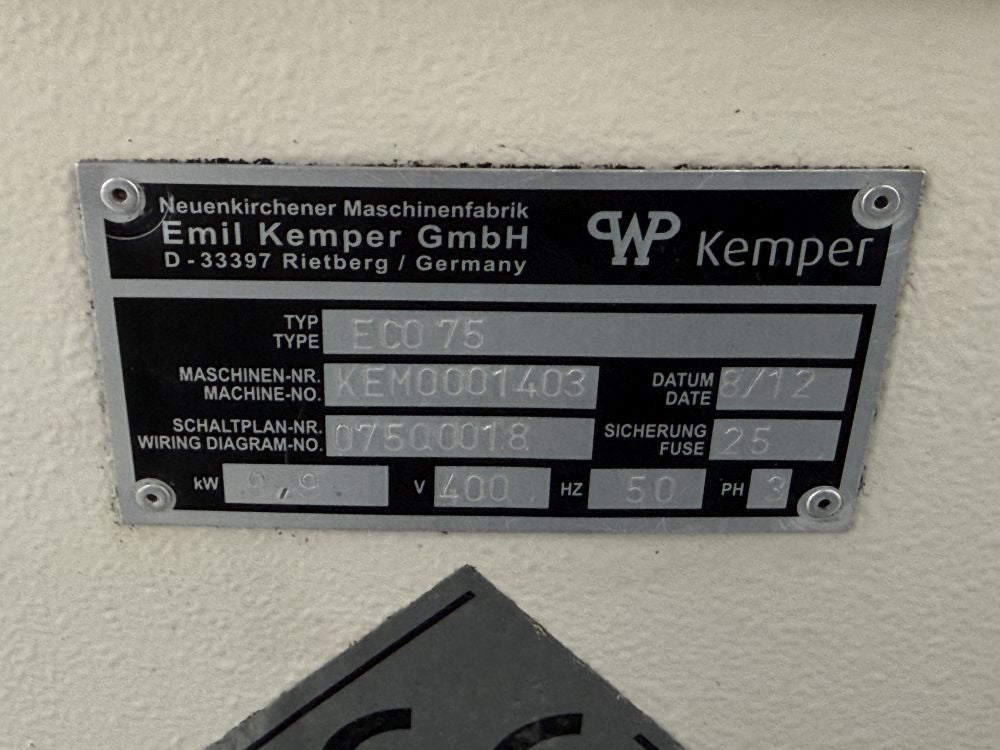 Neuenkirchener Maschinenfabrik
Emil Kemper GmbH
D - 33397 Rietberg / Germany
WP Kemper
TYP
TYPE
ECO 75
MASCHINEN-NR.
MACHINE-NO.
KEM0001403
DATUM
DATE
8/12
SCHALTPLAN-NR.
WIRING DIAGRAM-NO.
07500018
SICHERUNG
FUSE
25
kW
V 400
HZ 50
PH 3